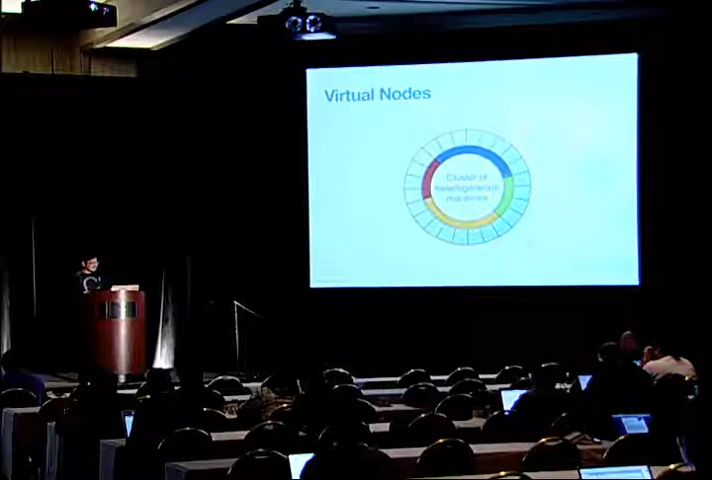 Virtual Nodes
Cluster of
heterogeneous
machines